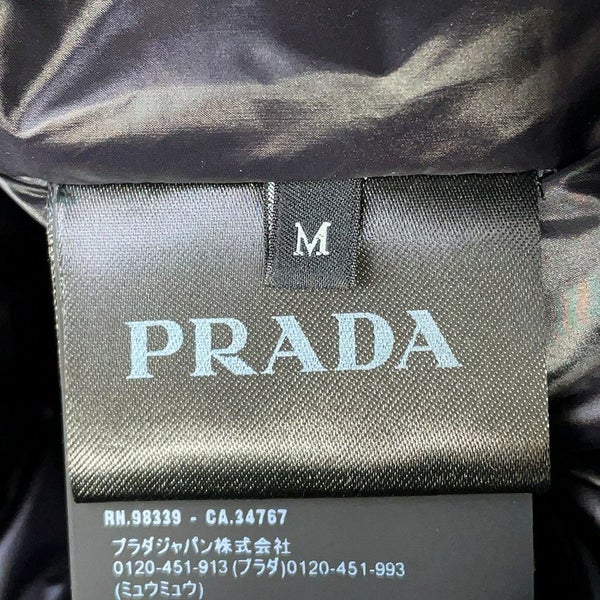 M
PRADA
RN.98339 - CA.34767
プラダジャパン株式会社
0120-451-913 (プラダ)0120-451-993
(ミュウミュウ)